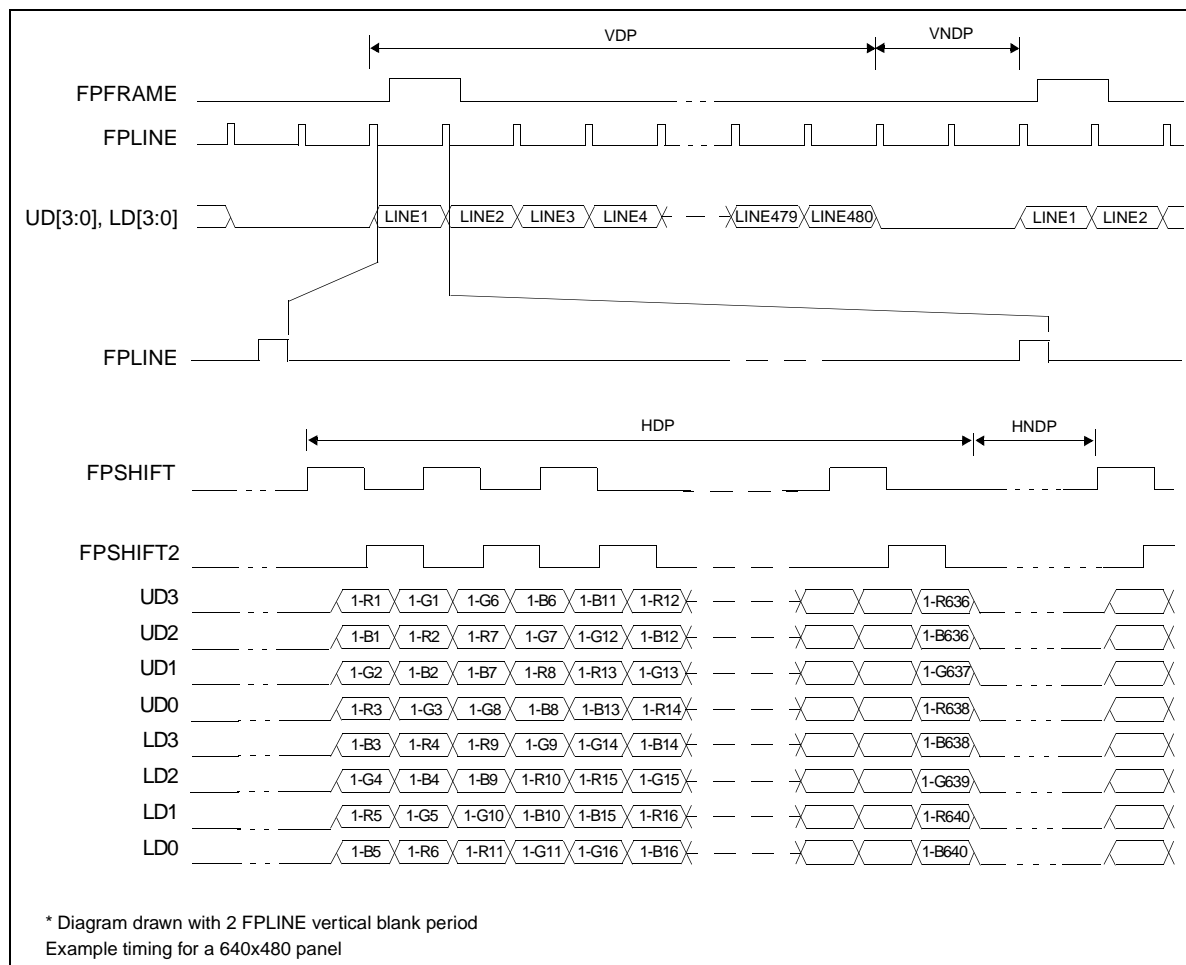 VDP VNDP
FPFRAME
FPLINE
UD[3:0], LD[3:0] LINE1 LINE2 LINE3 LINE4 LINE479 LINE480 LINE1 LINE2
FPLINE
HDP HNDP
FPSHIFT
FPSHIFT2
UD3 1-R1 1-G1 1-G6 1-B6 1-B11 1-R12 1-R636
UD2 1-B1 1-R2 1-R7 1-G7 1-G12 1-B12 1-B636
UD1 1-G2 1-B2 1-B7 1-R8 1-R13 1-G13 1-G637
UD0 1-R3 1-G3 1-G8 1-B8 1-B13 1-R14 1-R638
LD3 1-B3 1-R4 1-R9 1-G9 1-G14 1-B14 1-B638
LD2 1-G4 1-B4 1-B9 1-R10 1-R15 1-G15 1-G639
LD1 1-R5 1-G5 1-G10 1-B10 1-B15 1-R16 1-R640
LD0 1-B5 1-R6 1-R11 1-G11 1-G16 1-B16 1-B640
* Diagram drawn with 2 FPLINE vertical blank period
Example timing for a 640x480 panel